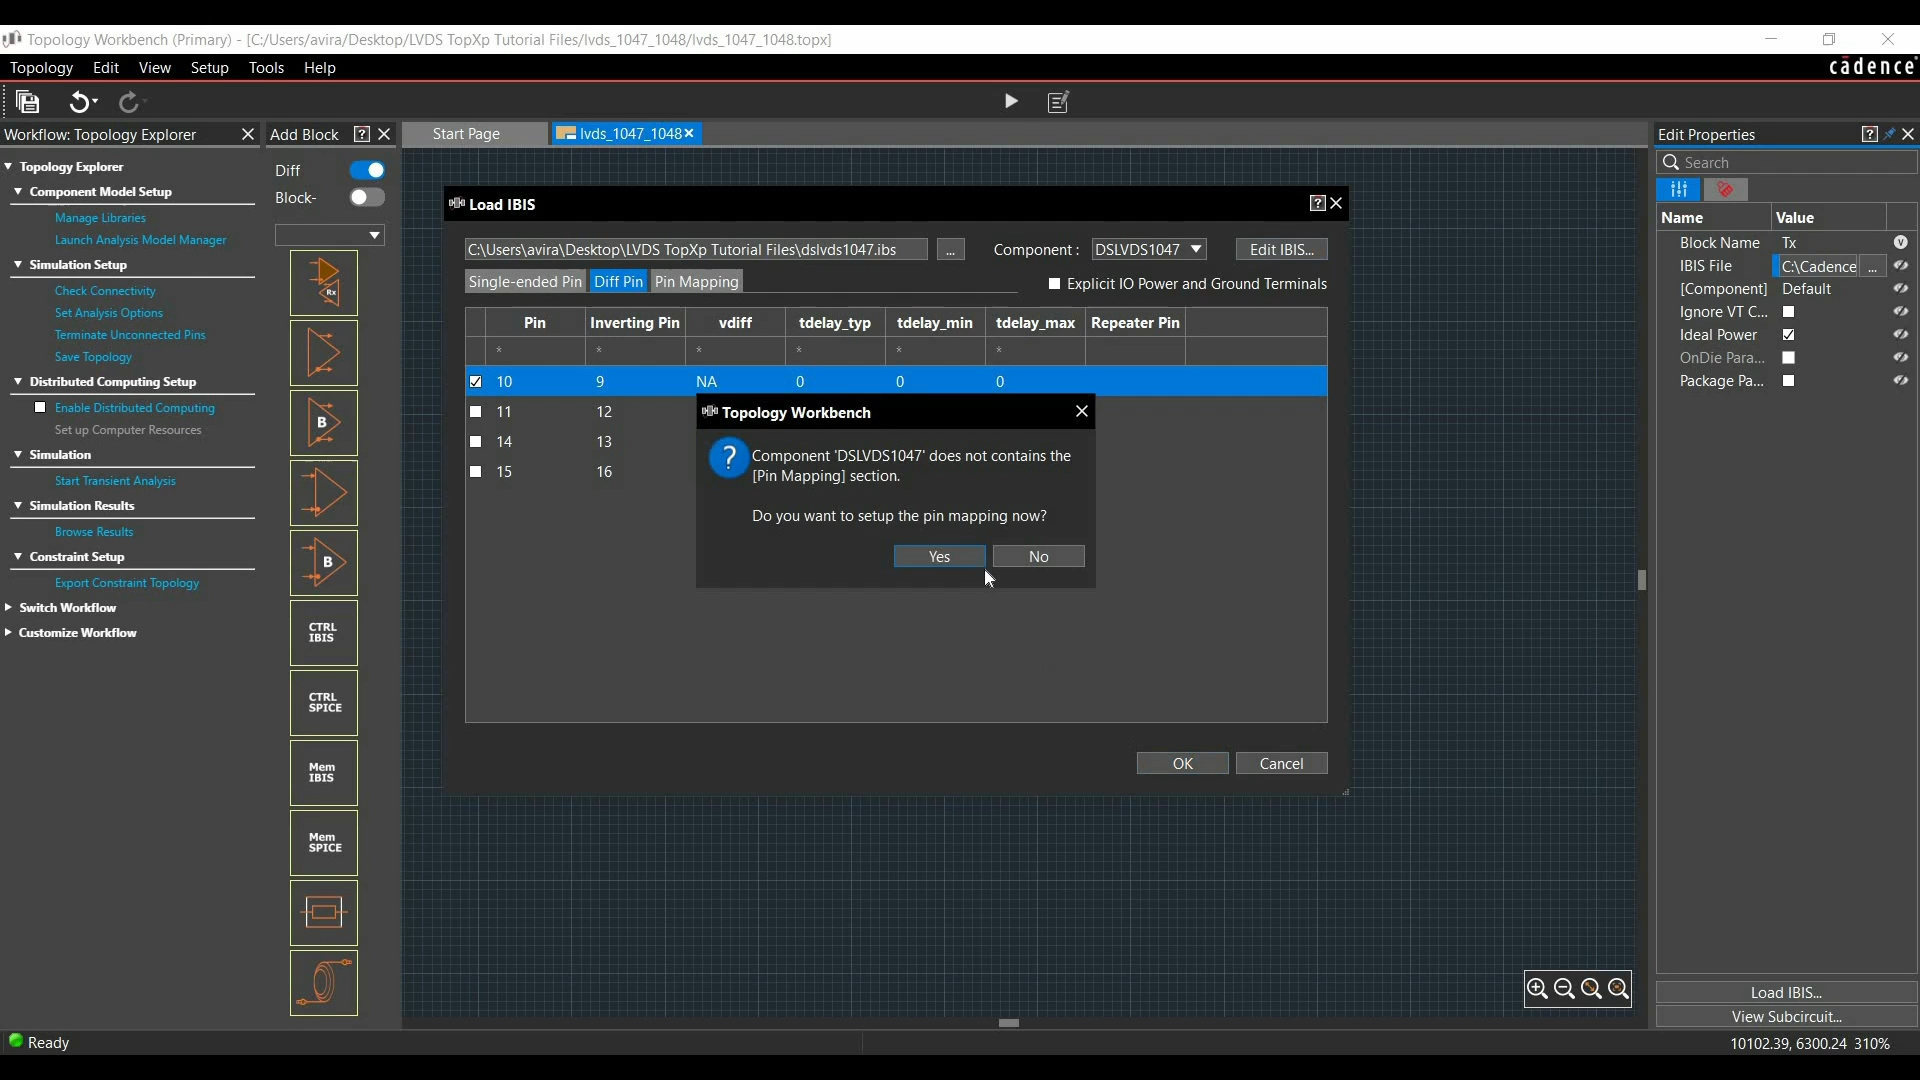 Topology Workbench (Primary) - [C:/Users/avira/Desktop/LVDS TopXp Tutorial Files/lvds_1047_1048/lvds_1047_1048.topx]
Topology Edit View Setup Tools Help
cādence
Workflow: Topology Explorer
Topology Explorer
Component Model Setup
Manage Libraries
Launch Analysis Model Manager
Simulation Setup
Check Connectivity
Set Analysis Options
Terminate Unconnected Pins
Save Topology
Distributed Computing Setup
Enable Distributed Computing
Set up Computer Resources
Simulation
Start Transient Analysis
Simulation Results
Browse Results
Constraint Setup
Export Constraint Topology
Switch Workflow
Customize Workflow
Add Block ?
Diff
Block-
Rx
B
B
CTRL
IBIS
CTRL
SPICE
Mem
IBIS
Mem
SPICE
Start Page lvds_1047_1048
Load IBIS ?
C:\Users\avira\Desktop\LVDS TopXp Tutorial Files\dslvds1047.ibs ... Component : DSLVDS1047 Edit IBIS...
Single-ended Pin Diff Pin Pin Mapping Explicit IO Power and Ground Terminals
Pin Inverting Pin vdiff tdelay_typ tdelay_min tdelay_max Repeater Pin
* * * * * *
10 9 NA 0 0 0
11 12
14 13
15 16
Topology Workbench
?
Component 'DSLVDS1047' does not contains the
[Pin Mapping] section.
Do you want to setup the pin mapping now?
Yes No
OK Cancel
Edit Properties ?
Search
Name Value
Block Name Tx V
IBIS File C:\Cadence ...
[Component] Default
Ignore VT C...
Ideal Power
OnDie Para...
Package Pa...
Load IBIS...
View Subcircuit...
Ready
10102.39, 6300.24 310%